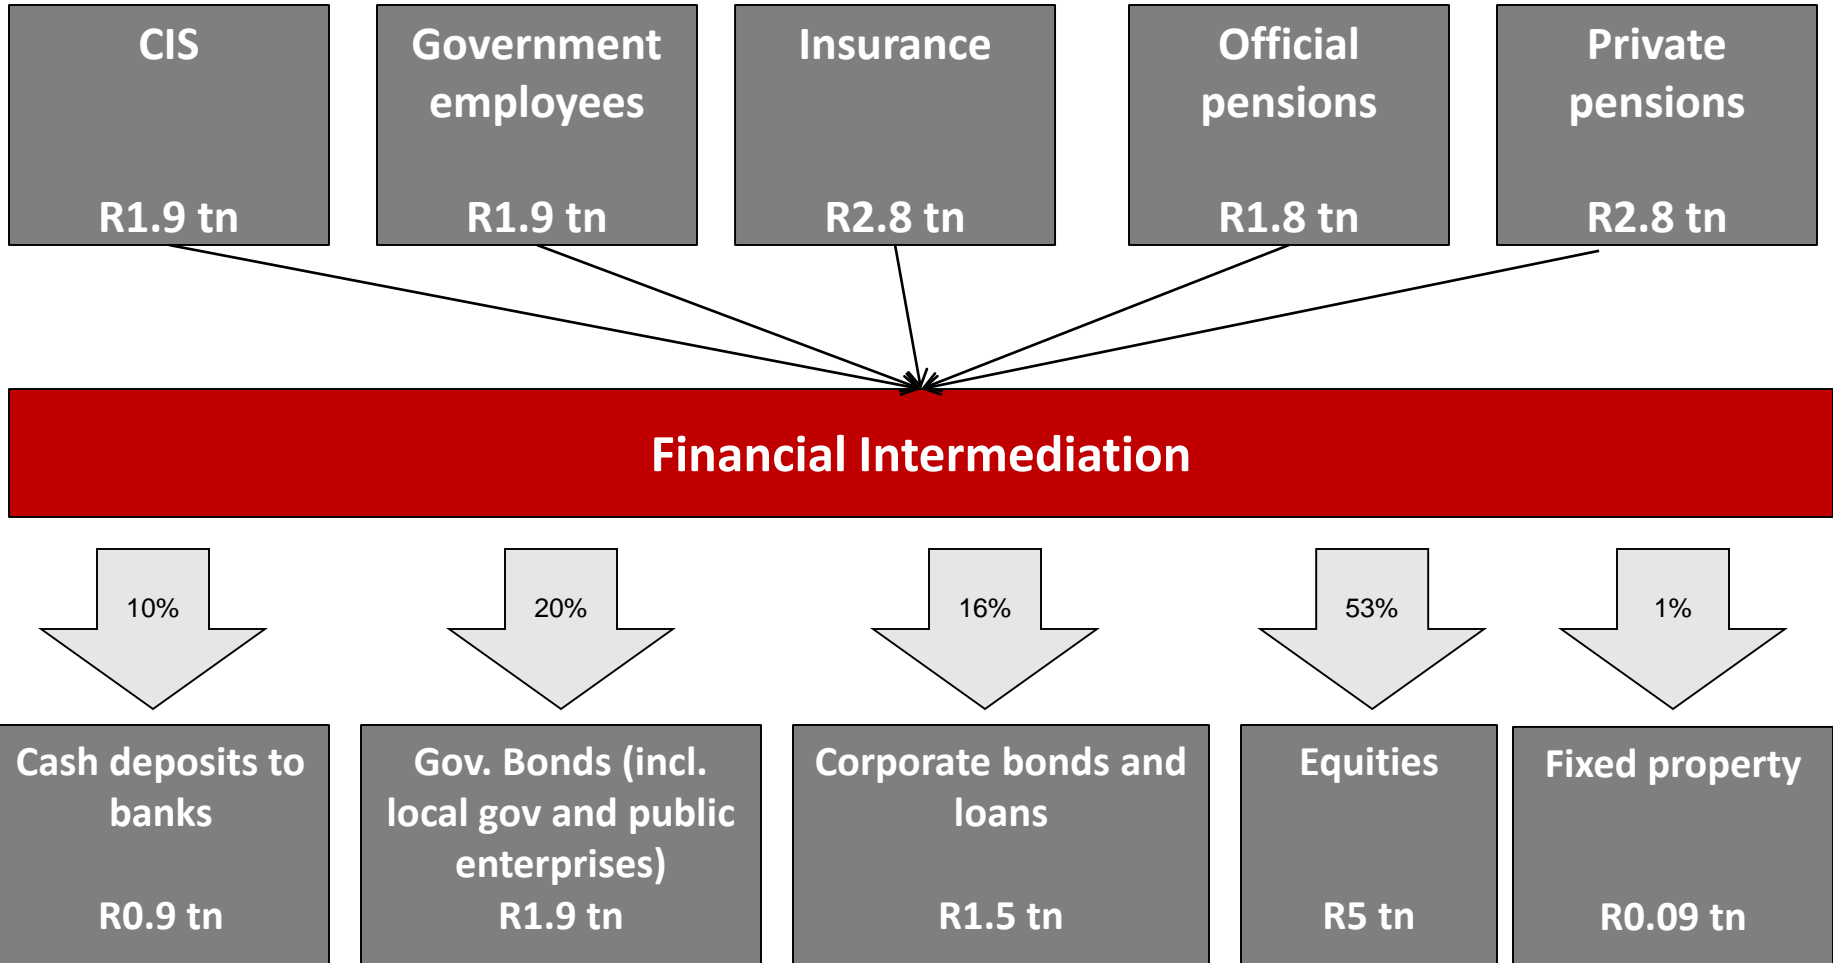 CIS
R1.9 tn
Government
employees
R1.9 tn
Insurance
R2.8 tn
Official
pensions
R1.8 tn
Private
pensions
R2.8 tn
Financial Intermediation
10%
20%
16%
53%
1%
Cash deposits to
banks
R0.9 tn
Gov. Bonds (incl.
local gov and public
enterprises)
R1.9 tn
Corporate bonds and
loans
R1.5 tn
Equities
R5 tn
Fixed property
R0.09 tn